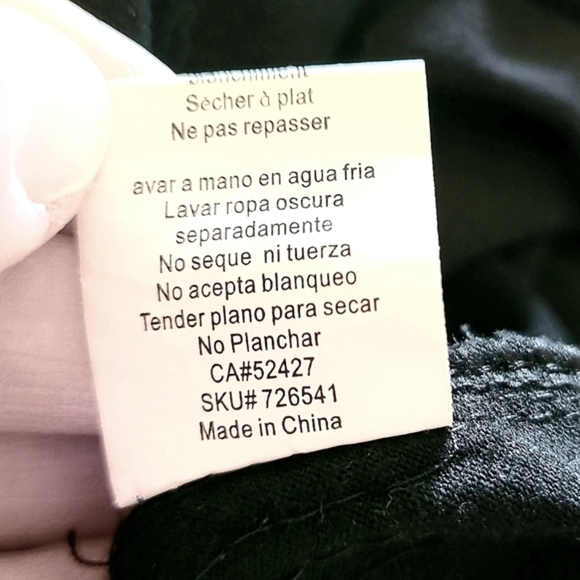 blanchiment
Sécher à plat
Ne pas repasser
avar a mano en agua fria
Lavar ropa oscura
separadamente
No seque ni tuerza
No acepta blanqueo
Tender plano para secar
No Planchar
CA#52427
SKU# 726541
Made in China